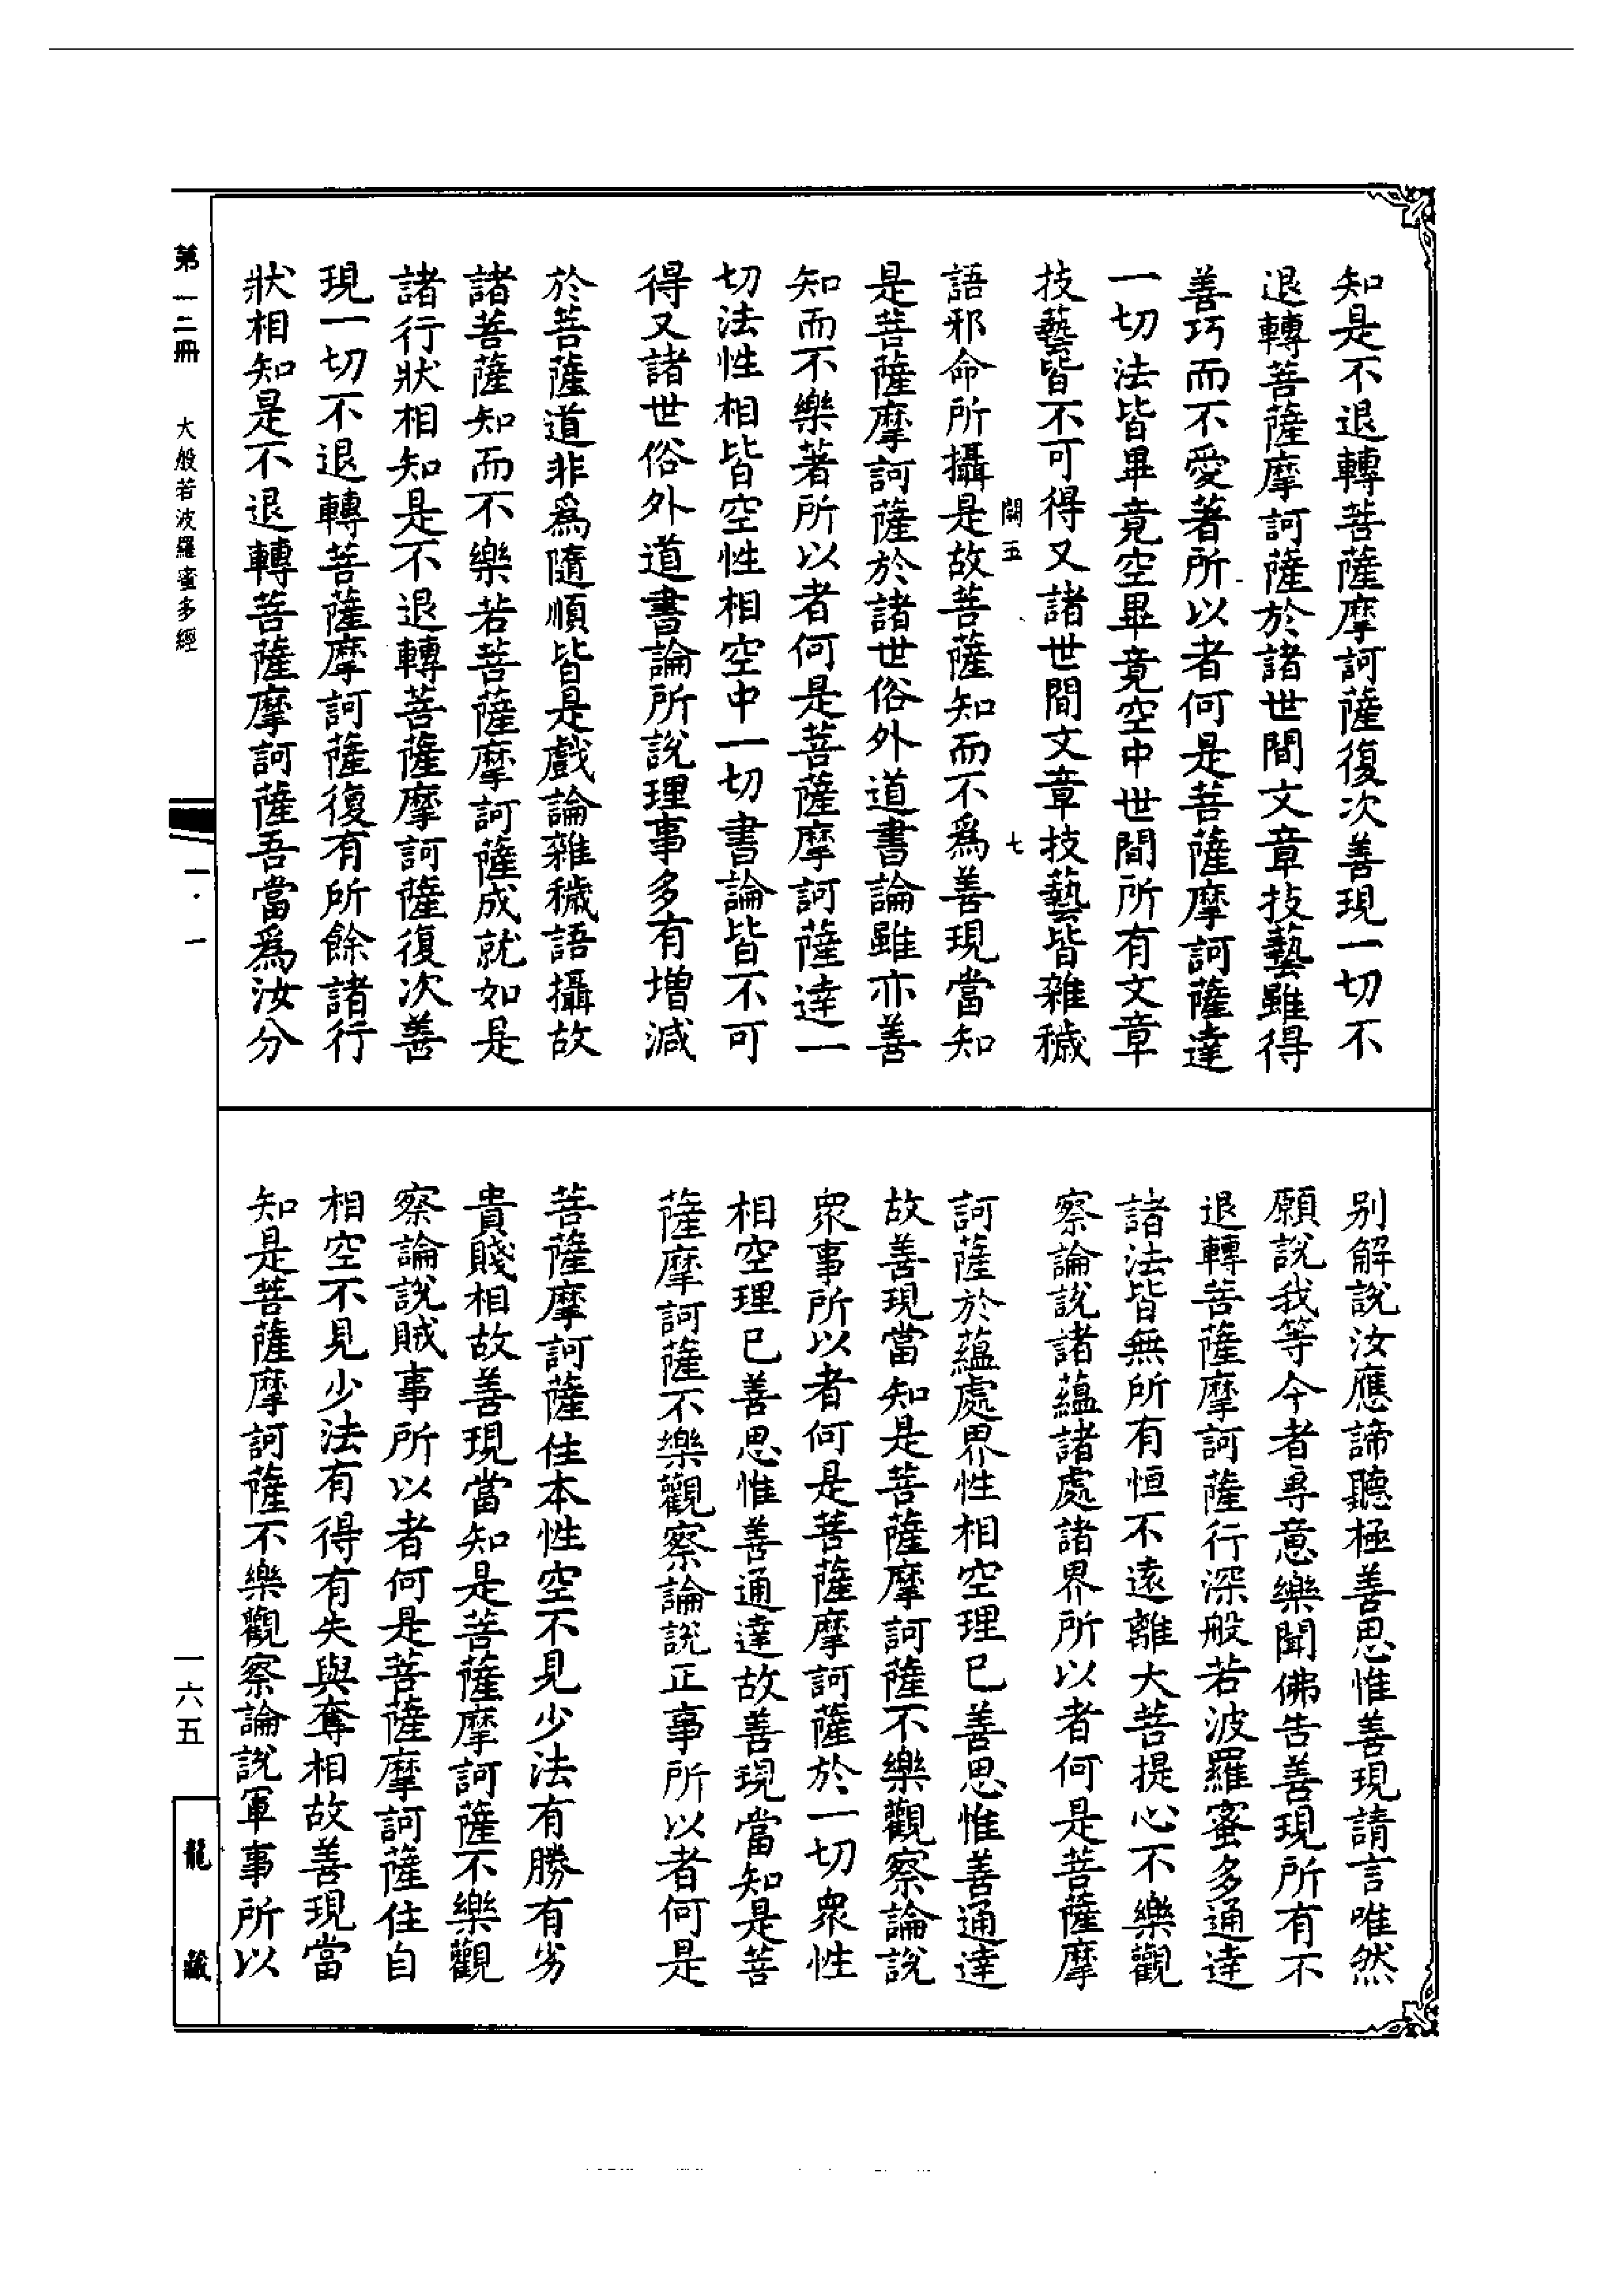 知是不退轉菩薩摩訶薩復次善現一切不
退轉菩薩摩訶薩於諸世間文章技藝雖得
善巧而不愛著所以者何是菩薩摩訶薩達
一切法皆畢竟空畢竟空中世間所有文章
技藝皆不可得又諸世間文章技藝皆雜穢
闕五 七
語邪命所攝是故菩薩知而不爲善現當知
是菩薩摩訶薩於諸世俗外道書論雖亦善
知而不樂著所以者何是菩薩摩訶薩達一
切法性相皆空性相空中一切書論皆不可
得又諸世俗外道書論所說理事多有增減
於菩薩道非爲隨順皆是戲論雜穢語攝故
諸菩薩知而不樂若菩薩摩訶薩成就如是
諸行狀相知是不退轉菩薩摩訶薩復次善
現一切不退轉菩薩摩訶薩復有所餘諸行
狀相知是不退轉菩薩摩訶薩吾當爲汝分
别解說汝應諦聽極善思惟善現請言唯然
願說我等今者專意樂聞佛告善現所有不
退轉菩薩摩訶薩行深般若波羅蜜多通達
諸法皆無所有恒不遠離大菩提心不樂觀
察論說諸蘊諸處諸界所以者何是菩薩摩
訶薩於蘊處界性相空理已善思惟善通達
故善現當知是菩薩摩訶薩不樂觀察論說
衆事所以者何是菩薩摩訶薩於一切衆性
相空理已善思惟善通達故善現當知是菩
薩摩訶薩不樂觀察論說正事所以者何是
菩薩摩訶薩住本性空不見少法有勝有劣
貴賤相故善現當知是菩薩摩訶薩不樂觀
察論說賊事所以者何是菩薩摩訶薩住自
相空不見少法有得有失與奪相故善現當
知是菩薩摩訶薩不樂觀察論說軍事所以
第一二冊 大般若波羅蜜多經
一·一
一六五
龍藏